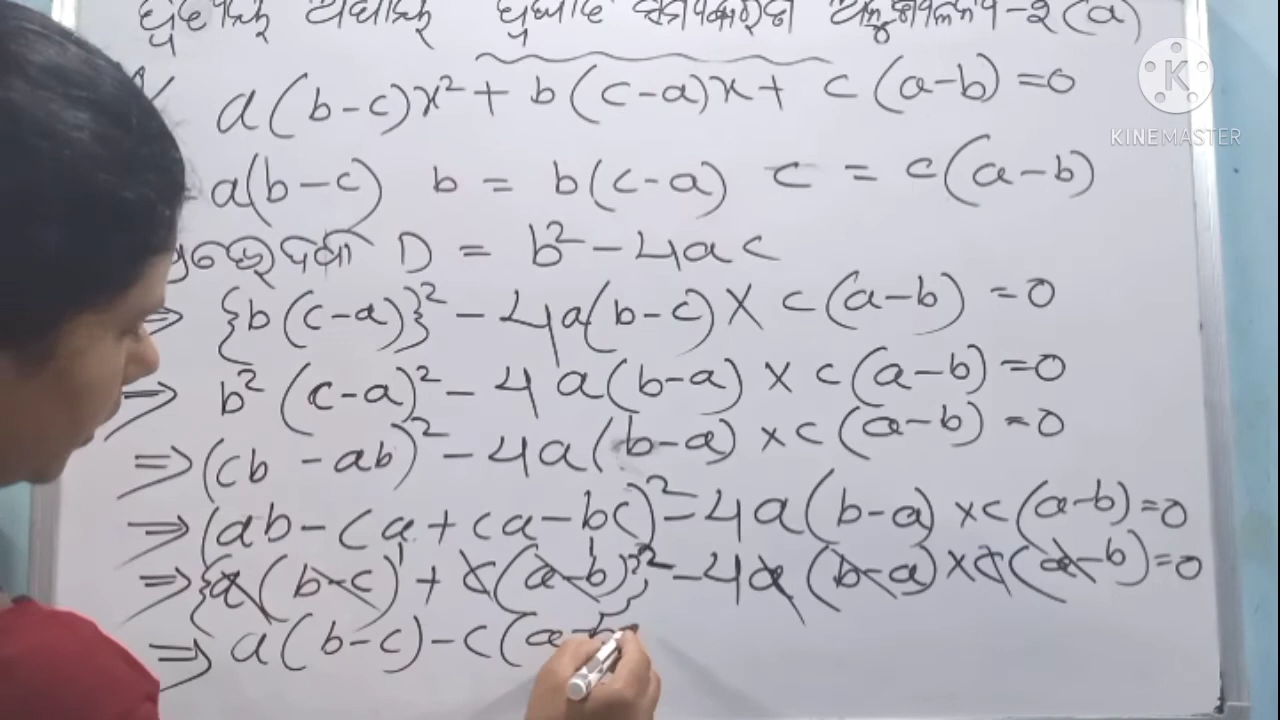 -୨(a)
a(b-c)x² + b(c-a)x + c(a-b) = 0
KINEMASTER
a(b-c) b = b(c-a) c = c(a-b)
D = b² - 4ac
⇒ {b(c-a)}² - 4a(b-c) × c(a-b) = 0
⇒ b² (c-a)² - 4a(b-a) × c(a-b) = 0
⇒ (cb - ab)² - 4a(b-a) × c(a-b) = 0
⇒ (ab - ca + ca - bc)² - 4a(b-a) × c(a-b) = 0
⇒ {a(b-c) + c(a-b)}² - 4a(b-a) × c(a-b) = 0
⇒ a(b-c) - c(a-b